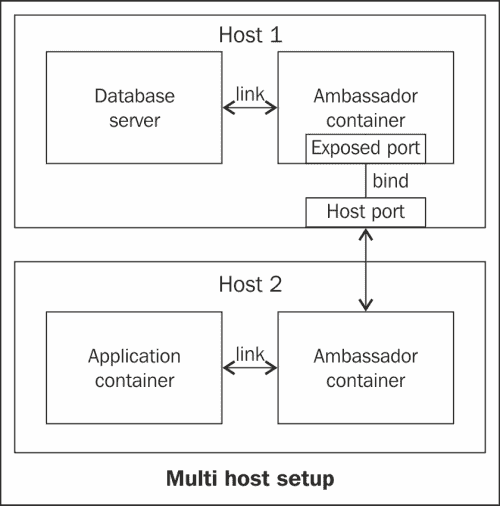 Host 1
Database
server
link
Ambassador
container
Exposed port
bind
Host port
Host 2
Application
container
link
Ambassador
container
Multi host setup